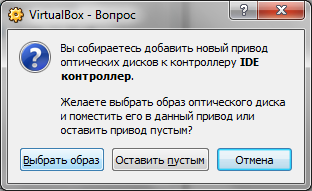 VirtualBox - Вопрос
Вы собираетесь добавить новый привод
оптических дисков к контроллеру IDE
контроллер.
Желаете выбрать образ оптического диска
и поместить его в данный привод или
оставить привод пустым?
Выбрать образ
Оставить пустым
Отмена